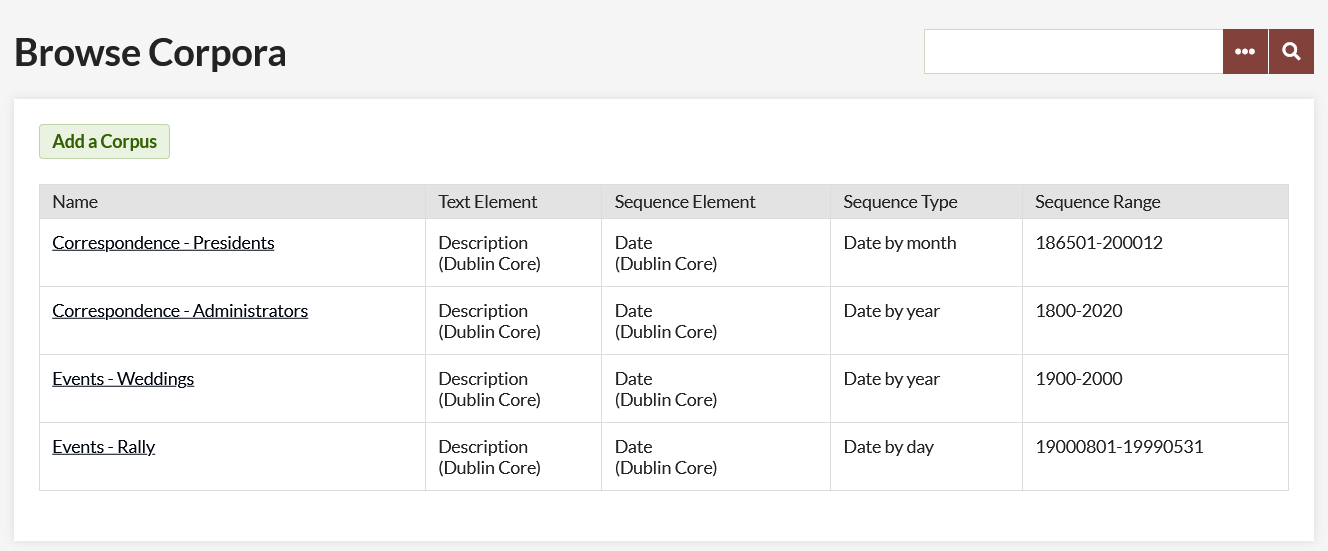 Browse Corpora
Add a Corpus
Name Text Element Sequence Element Sequence Type Sequence Range
Correspondence - Presidents Description Date Date by month 186501-200012
(Dublin Core) (Dublin Core)
Correspondence - Administrators Description Date Date by year 1800-2020
(Dublin Core) (Dublin Core)
Events - Weddings Description Date Date by year 1900-2000
(Dublin Core) (Dublin Core)
Events - Rally Description Date Date by day 19000801-19990531
(Dublin Core) (Dublin Core)